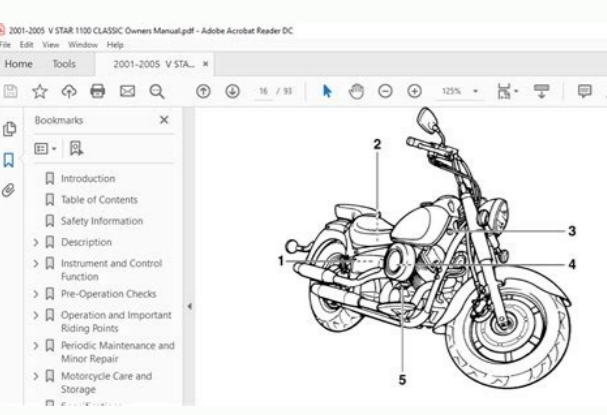 2001-2005 V STAR 1100 CLASSIC Owners Manual.pdf - Adobe Acrobat Reader DC
File Edit View Window Help
Home Tools 2001-2005 V STA... ×
16 / 93 125%
Bookmarks ×
Introduction
Table of Contents
Safety Information
Description
Instrument and Control
Function
Pre-Operation Checks
Operation and Important
Riding Points
Periodic Maintenance and
Minor Repair
Motorcycle Care and
Storage
2
3
1
4
5